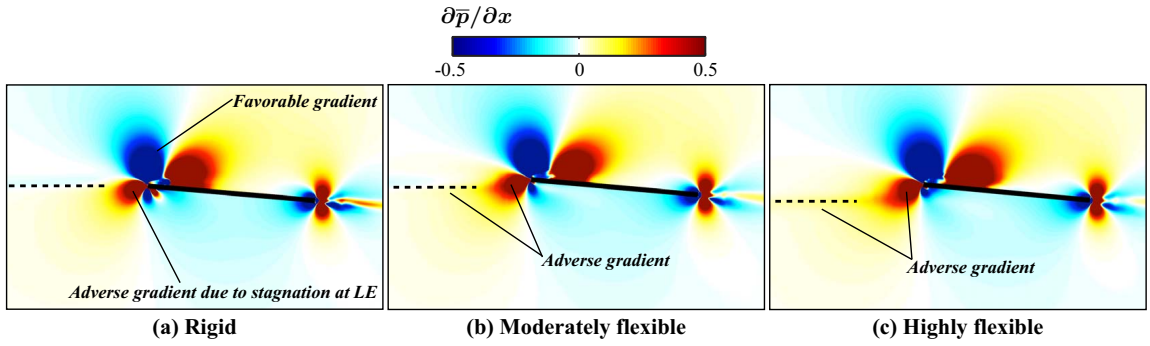 ∂p̅/∂x
-0.5 0 0.5
Favorable gradient
Adverse gradient due to stagnation at LE
Adverse gradient
Adverse gradient
(a) Rigid
(b) Moderately flexible
(c) Highly flexible